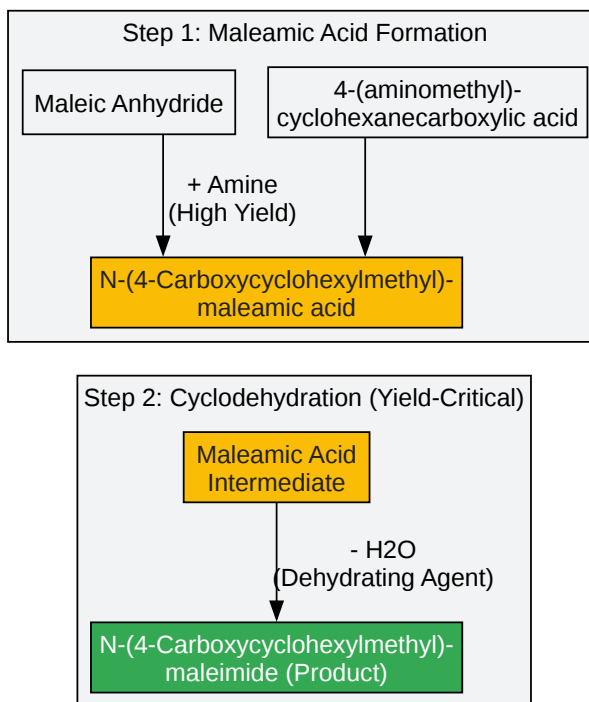 Step 1: Maleamic Acid Formation
Maleic Anhydride
4-(aminomethyl)-
cyclohexanecarboxylic acid
+ Amine
(High Yield)
N-(4-Carboxycyclohexylmethyl)-
maleamic acid
Step 2: Cyclodehydration (Yield-Critical)
Maleamic Acid
Intermediate
- H2O
(Dehydrating Agent)
N-(4-Carboxycyclohexylmethyl)-
maleimide (Product)